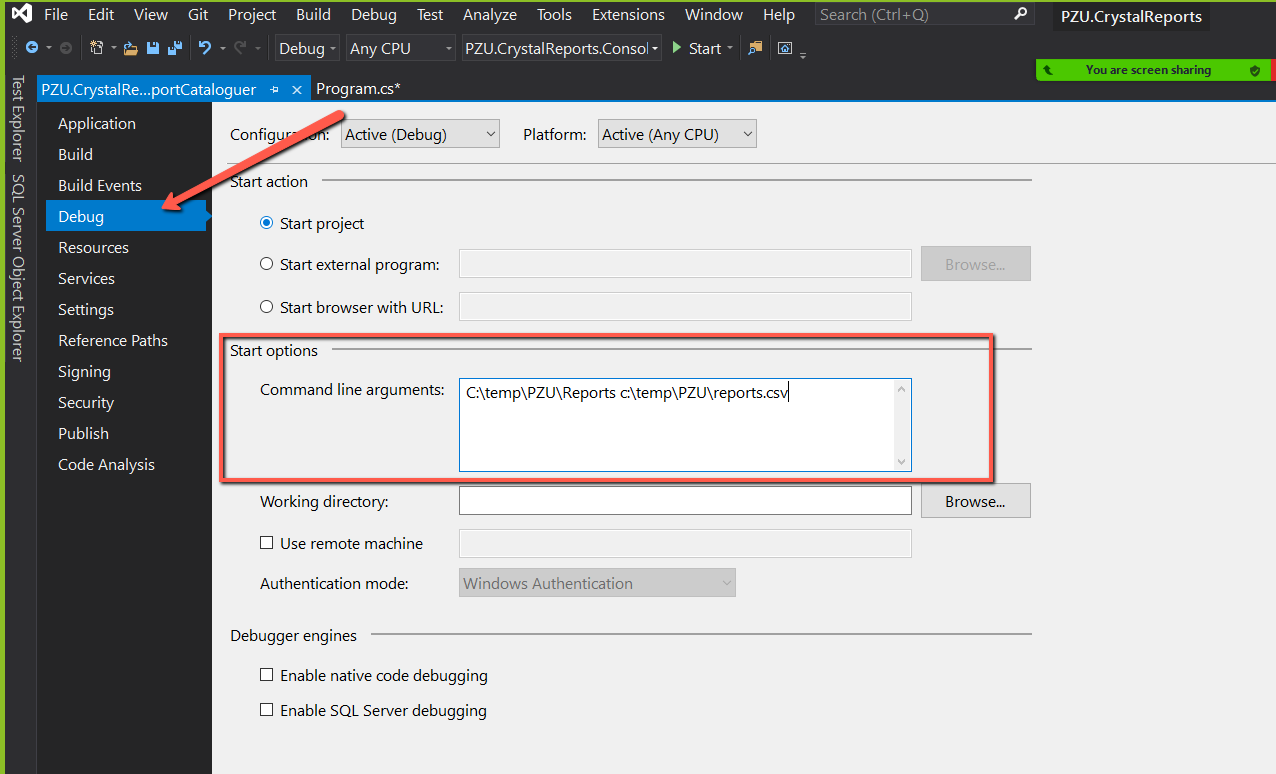 File Edit View Git Project Build Debug Test Analyze Tools Extensions Window Help Search (Ctrl+Q) PZU.CrystalReports
Debug Any CPU PZU.CrystalReports.Consol Start
You are screen sharing
PZU.CrystalRe...portCataloguer Program.cs*
Test Explorer
SQL Server Object Explorer
Application
Build
Build Events
Debug
Resources
Services
Settings
Reference Paths
Signing
Security
Publish
Code Analysis
Configuration: Active (Debug) Platform: Active (Any CPU)
Start action
Start project
Start external program: Browse...
Start browser with URL:
Start options
Command line arguments: C:\temp\PZU\Reports c:\temp\PZU\reports.csv
Working directory: Browse...
Use remote machine
Authentication mode: Windows Authentication
Debugger engines
Enable native code debugging
Enable SQL Server debugging